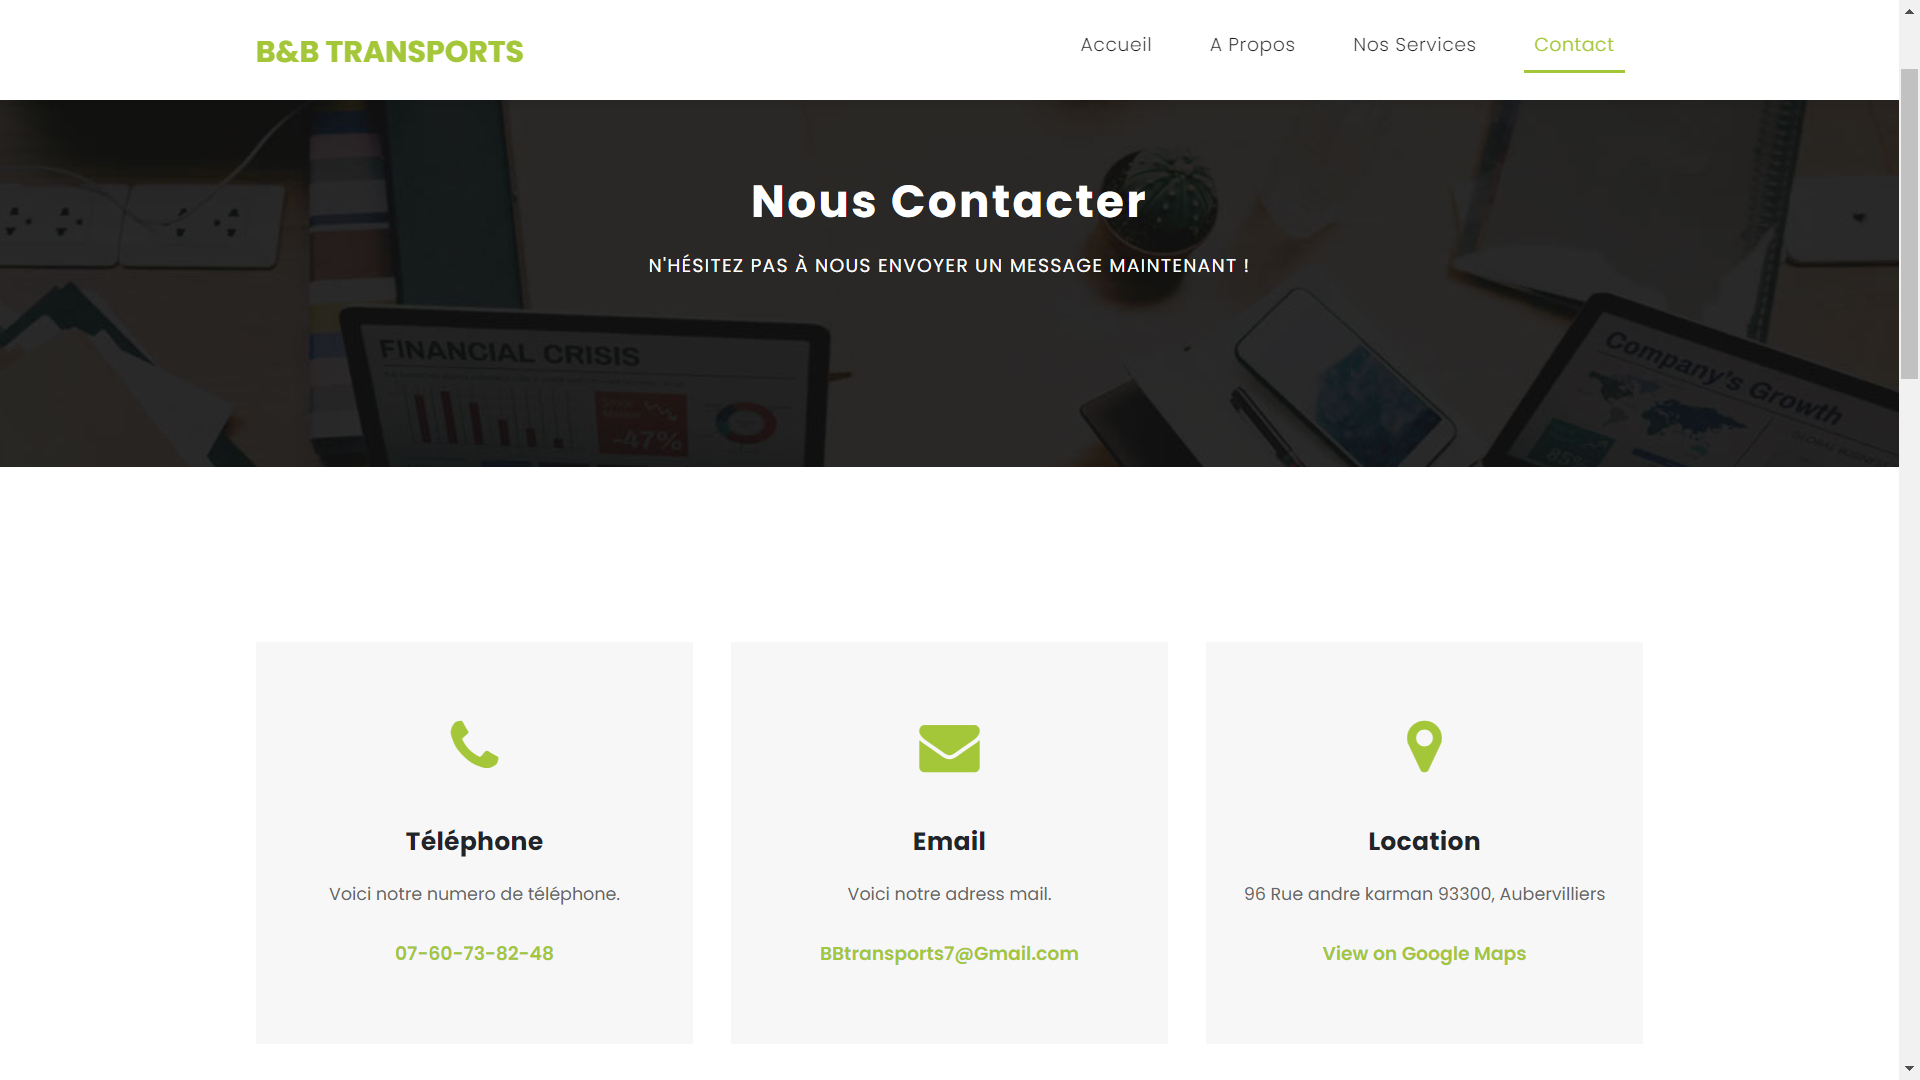 B&B TRANSPORTS
Accueil
A Propos
Nos Services
Contact
Nous Contacter
N'HÉSITEZ PAS À NOUS ENVOYER UN MESSAGE MAINTENANT !
FINANCIAL CRISIS
-47%
Company's Growth
85%
Téléphone
Voici notre numero de téléphone.
07-60-73-82-48
Email
Voici notre adress mail.
BBtransports7@Gmail.com
Location
96 Rue andre karman 93300, Aubervilliers
View on Google Maps